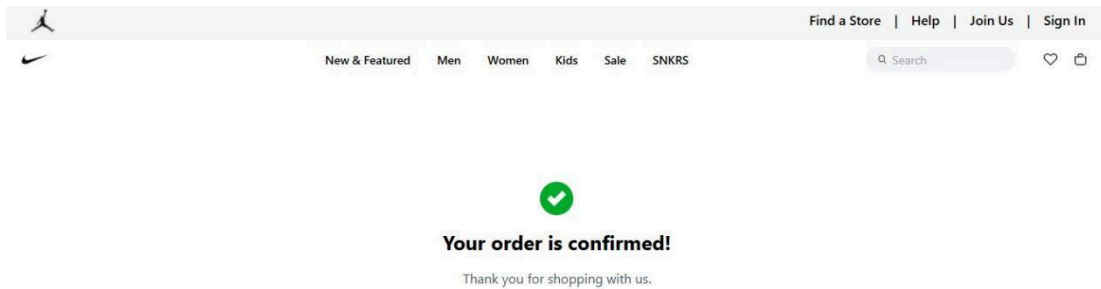 Find a Store | Help | Join Us | Sign In
New & Featured Men Women Kids Sale SNKRS Search
Your order is confirmed!
Thank you for shopping with us.